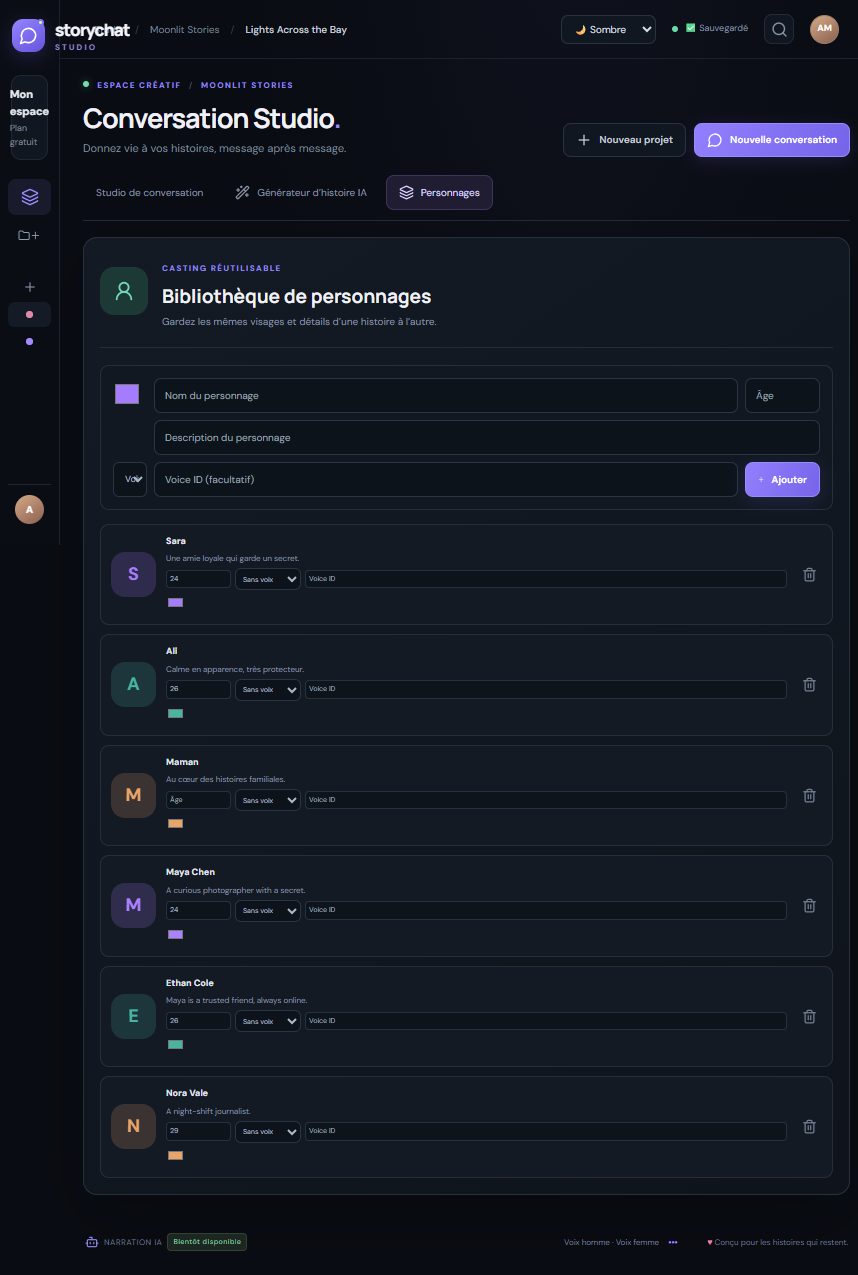 storychat / Moonlit Stories / Lights Across the Bay
🌙 Sombre
✅ Sauvegardé
AM
STUDIO
Mon espace
Plan gratuit
ESPACE CRÉATIF / MOONLIT STORIES
Conversation Studio.
Donnez vie à vos histoires, message après message.
+ Nouveau projet
Nouvelle conversation
Studio de conversation
Générateur d'histoire IA
Personnages
CASTING RÉUTILISABLE
Bibliothèque de personnages
Gardez les mêmes visages et détails d'une histoire à l'autre.
Nom du personnage
Âge
Description du personnage
Voice ID (facultatif)
+ Ajouter
A
S
Sara
Une amie loyale qui garde un secret.
24
Sans voix
Voice ID
A
Ali
Calme en apparence, très protecteur.
26
Sans voix
Voice ID
M
Maman
Au cœur des histoires familiales.
Âge
Sans voix
Voice ID
M
Maya Chen
A curious photographer with a secret.
24
Sans voix
Voice ID
E
Ethan Cole
Maya is a trusted friend, always online.
26
Sans voix
Voice ID
N
Nora Vale
A night-shift journalist.
29
Sans voix
Voice ID
NARRATION IA
Bientôt disponible
Voix homme · Voix femme
♥ Conçu pour les histoires qui restent.